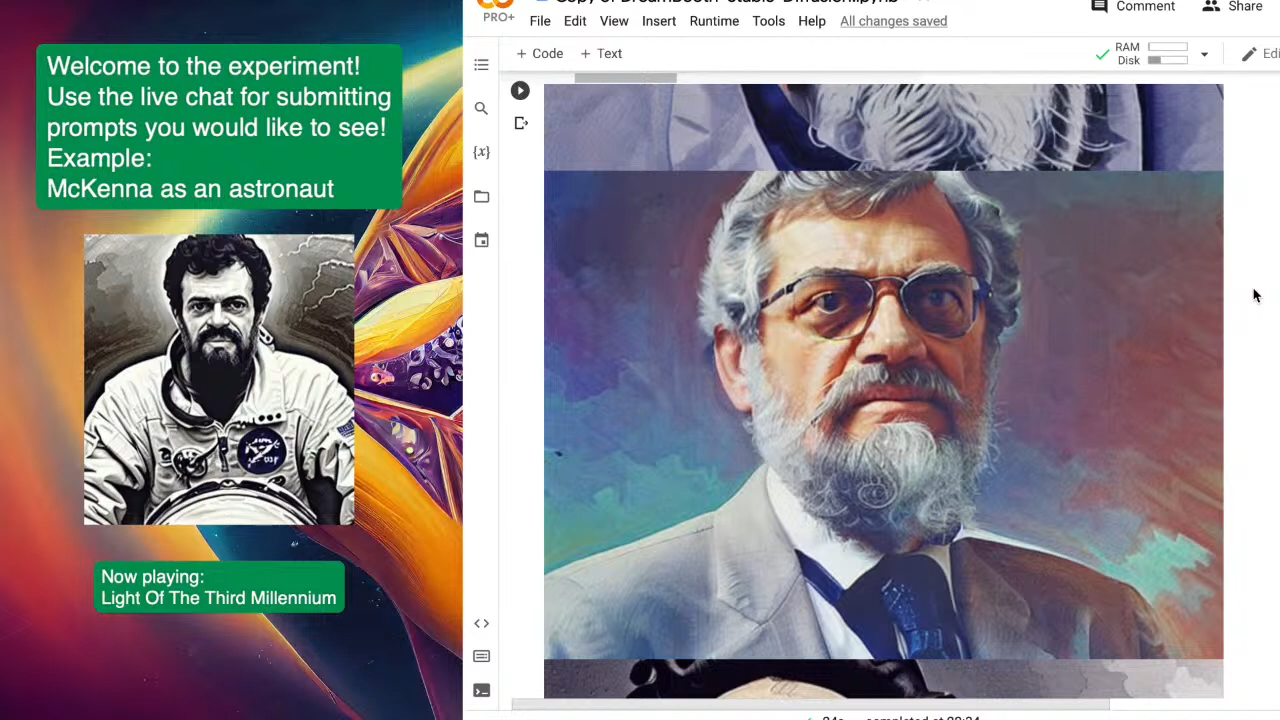 Welcome to the experiment!
Use the live chat for submitting
prompts you would like to see!
Example:
McKenna as an astronaut
Now playing:
Light Of The Third Millennium
PRO+
File Edit View Insert Runtime Tools Help All changes saved
Comment Share
+ Code + Text
RAM
Disk
{x}